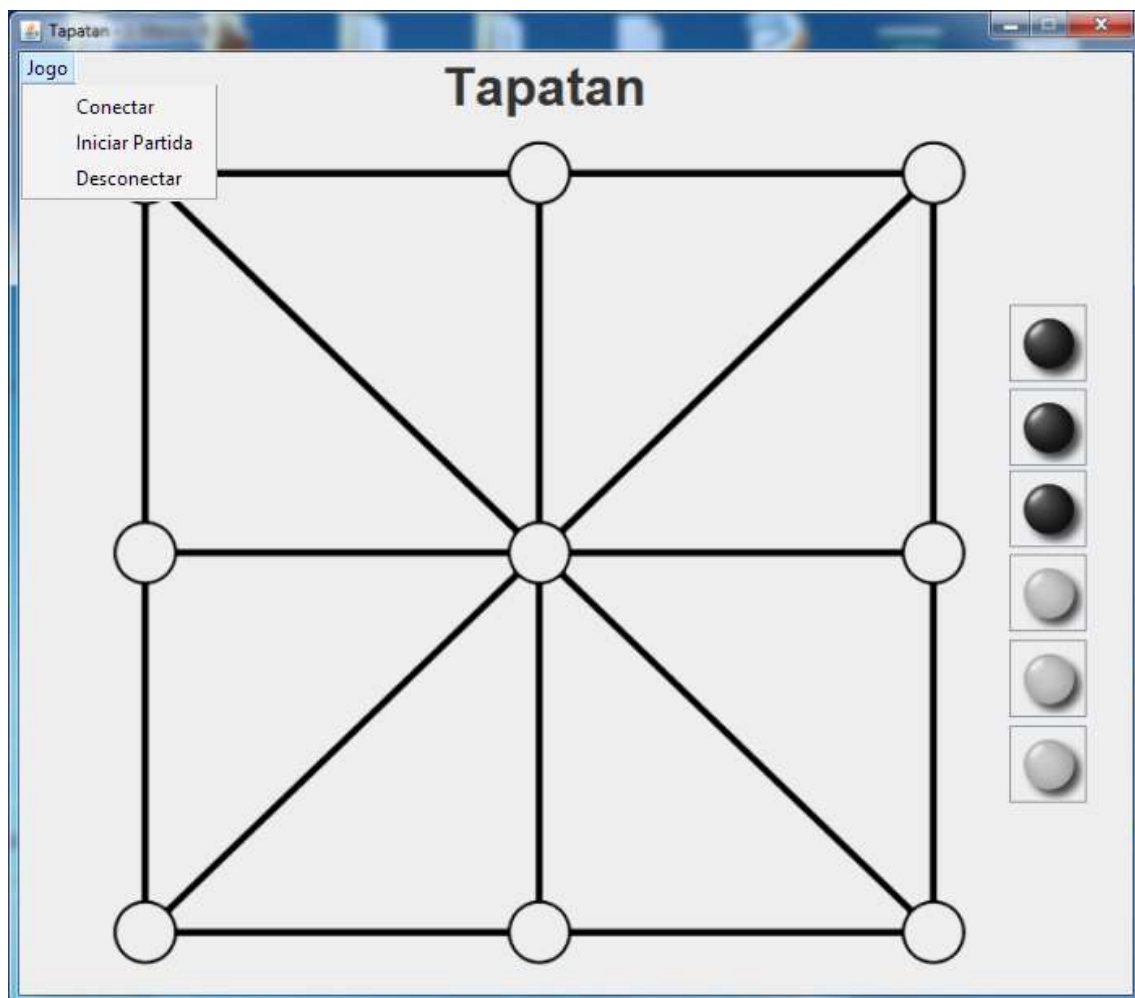 Tapatan
Jogo
Tapatan
Conectar
Iniciar Partida
Desconectar